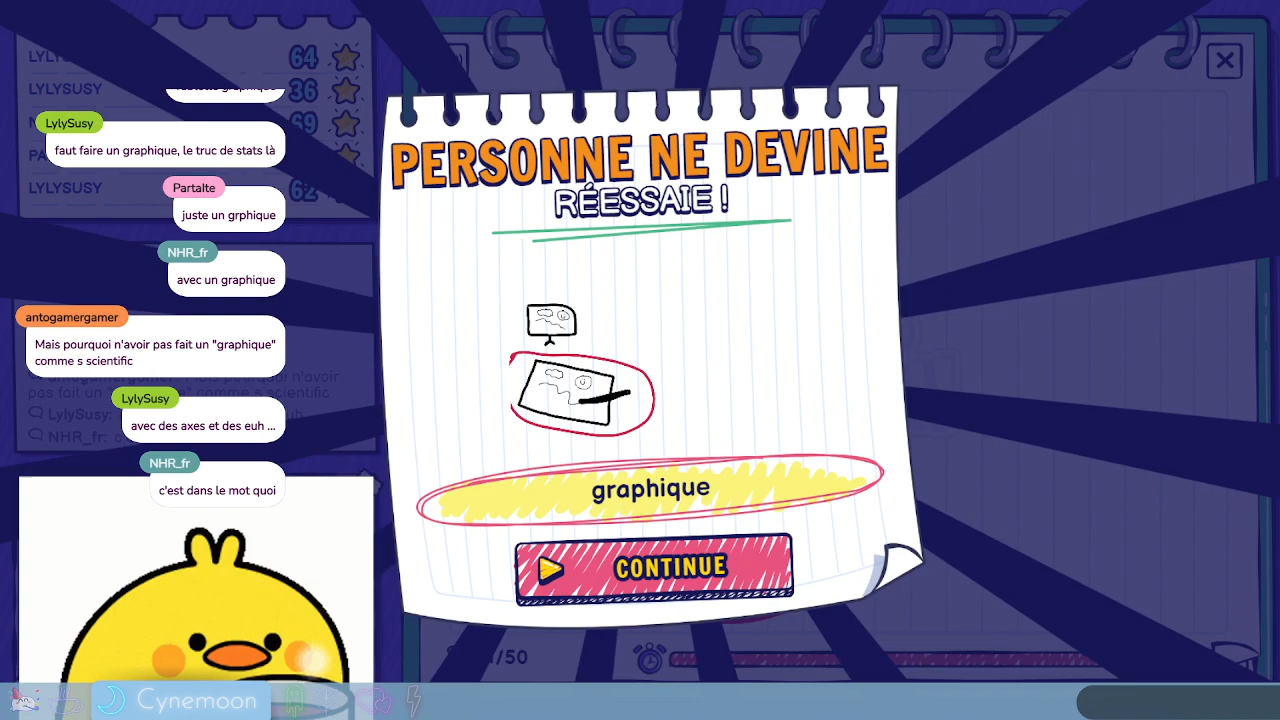 LYLYSUSY 64
LYLYSUSY 36
69
LYLYSUSY 62
LylySusy
faut faire un graphique, le truc de stats là
Partalte
juste un grphique
NHR_fr
avec un graphique
antogamergamer
Mais pourquoi n'avoir pas fait un "graphique"
comme s scientific
LylySusy
avec des axes et des euh ...
NHR_fr
c'est dans le mot quoi
PERSONNE NE DEVINE
RÉESSAIE !
graphique
CONTINUE
/50
Cynemoon